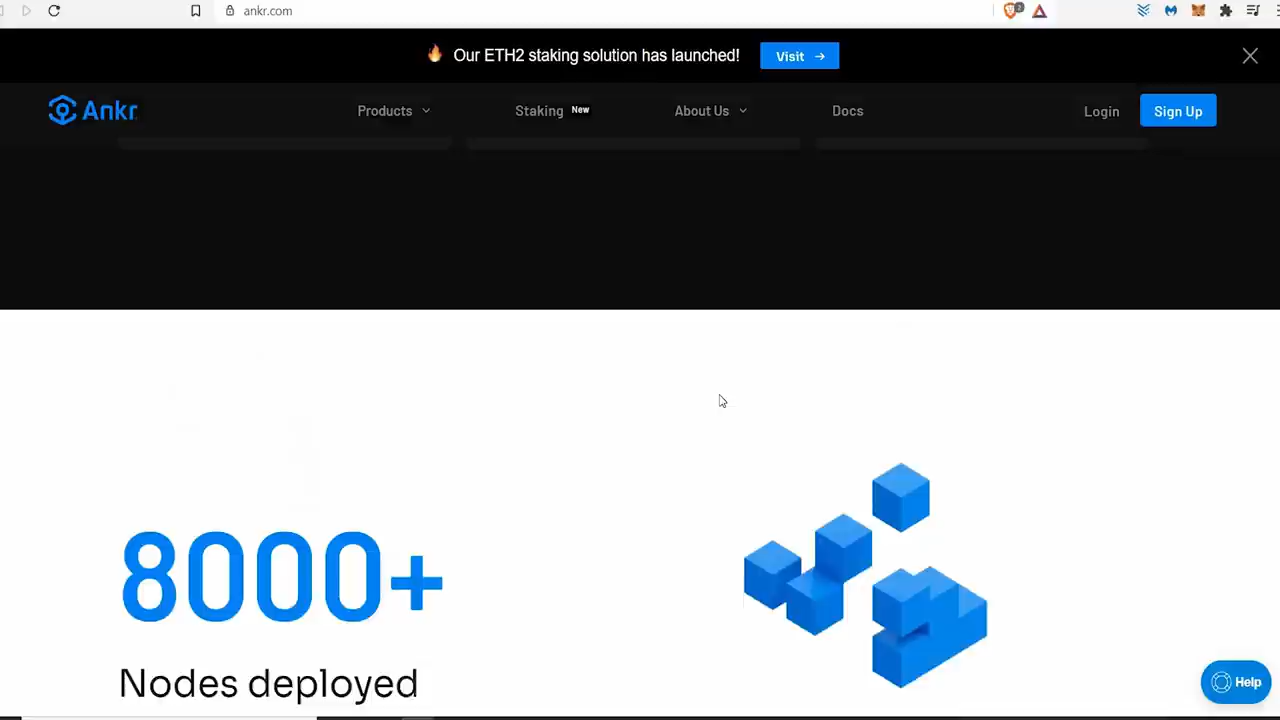 ankr.com
2
🔥 Our ETH2 staking solution has launched! Visit →
Ankr Products Staking New About Us Docs Login Sign Up
8000+
Nodes deployed
Help